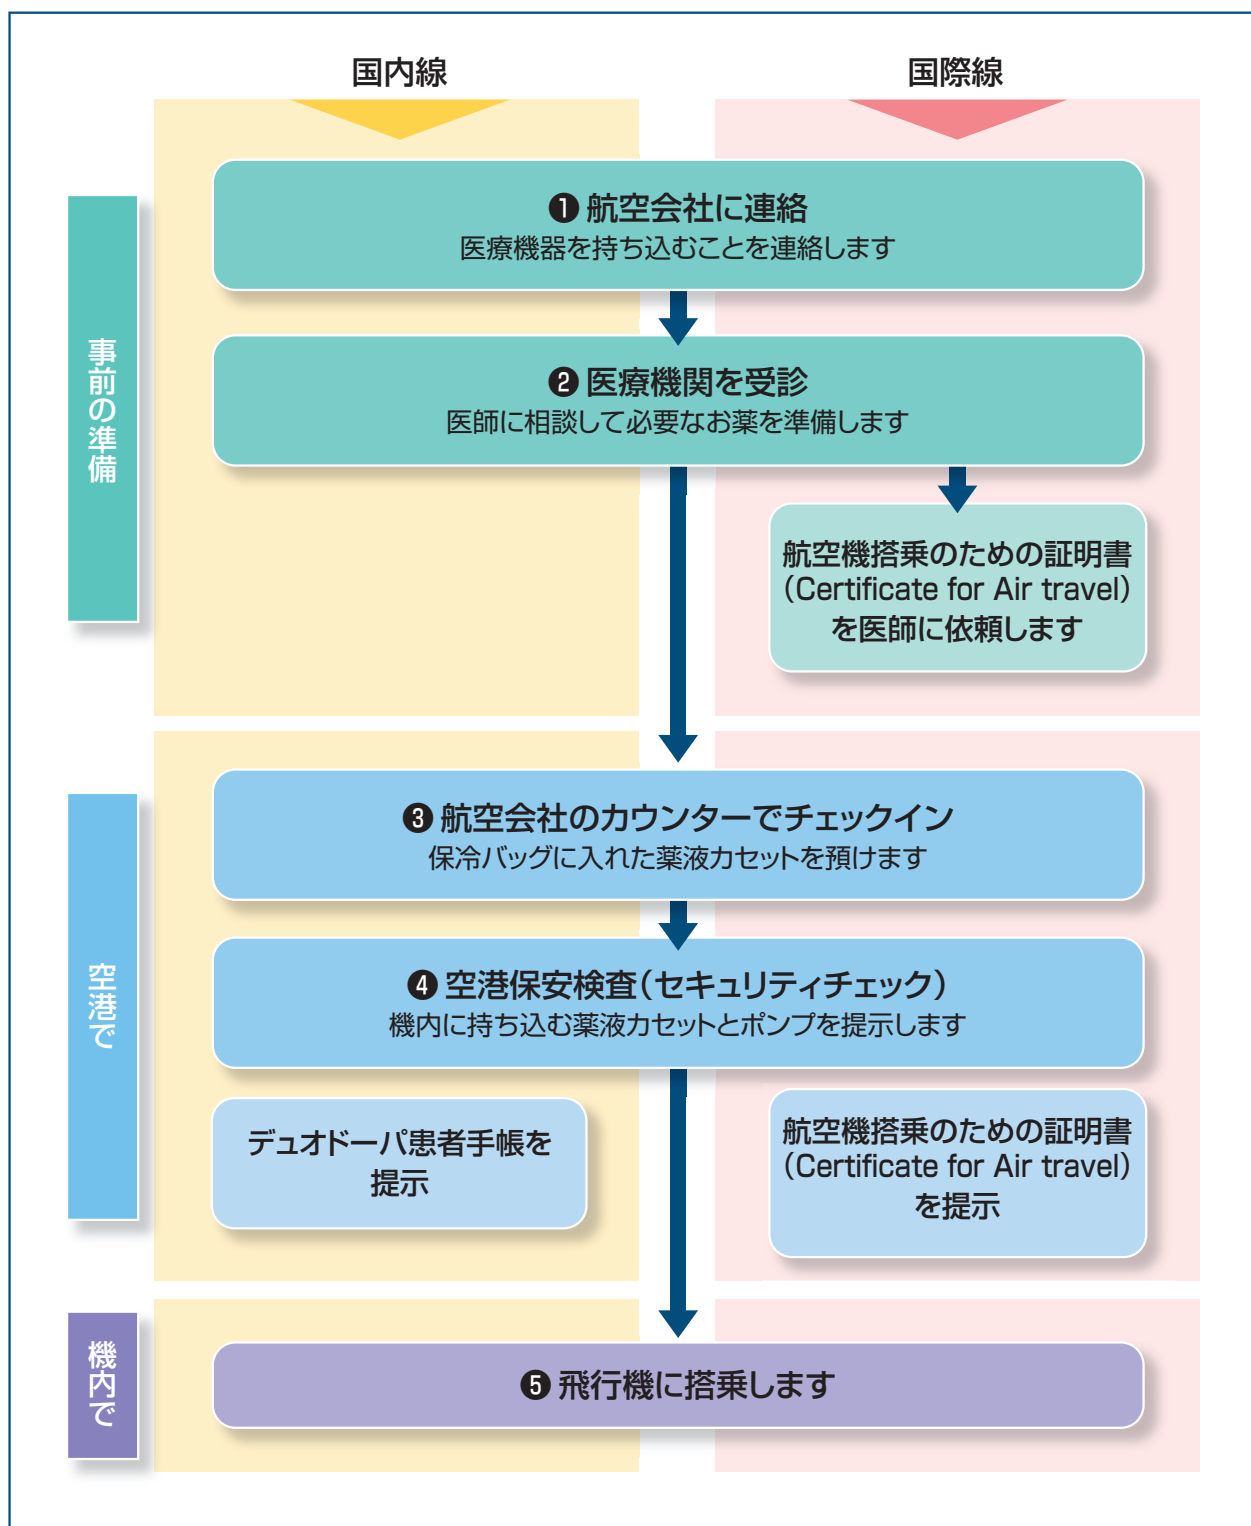 国内線
国際線
事前の準備
❶ 航空会社に連絡
医療機器を持ち込むことを連絡します
❷ 医療機関を受診
医師に相談して必要なお薬を準備します
航空機搭乗のための証明書
(Certificate for Air travel)
を医師に依頼します
空港で
❸ 航空会社のカウンターでチェックイン
保冷バッグに入れた薬液カセットを預けます
❹ 空港保安検査(セキュリティチェック)
機内に持ち込む薬液カセットとポンプを提示します
デュオドーパ患者手帳を
提示
航空機搭乗のための証明書
(Certificate for Air travel)
を提示
機内で
❺ 飛行機に搭乗します